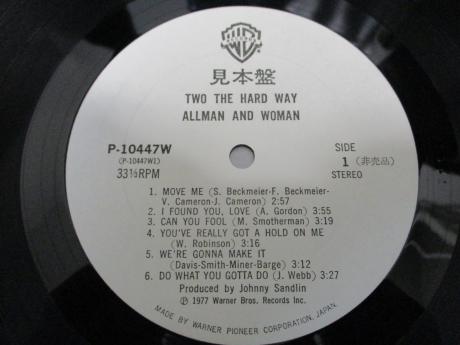 WB
RECORDS
見本盤
TWO THE HARD WAY
ALLMAN AND WOMAN
P-10447W
(P-10447W1)
33⅓RPM
SIDE
1 (非売品)
STEREO
1. MOVE ME (S. Beckmeier-F. Beckmeier-
V. Cameron-J. Cameron) 2:57
2. I FOUND YOU, LOVE (A. Gordon) 3:55
3. CAN YOU FOOL (M. Smotherman) 3:19
4. YOU'VE REALLY GOT A HOLD ON ME
(W. Robinson) 3:16
5. WE'RE GONNA MAKE IT
(Davis-Smith-Miner-Barge) 3:12
6. DO WHAT YOU GOTTA DO (J. Webb) 3:27
Produced by Johnny Sandlin
Ⓟ 1977 Warner Bros. Records Inc.
MADE BY WARNER PIONEER CORPORATION, JAPAN.